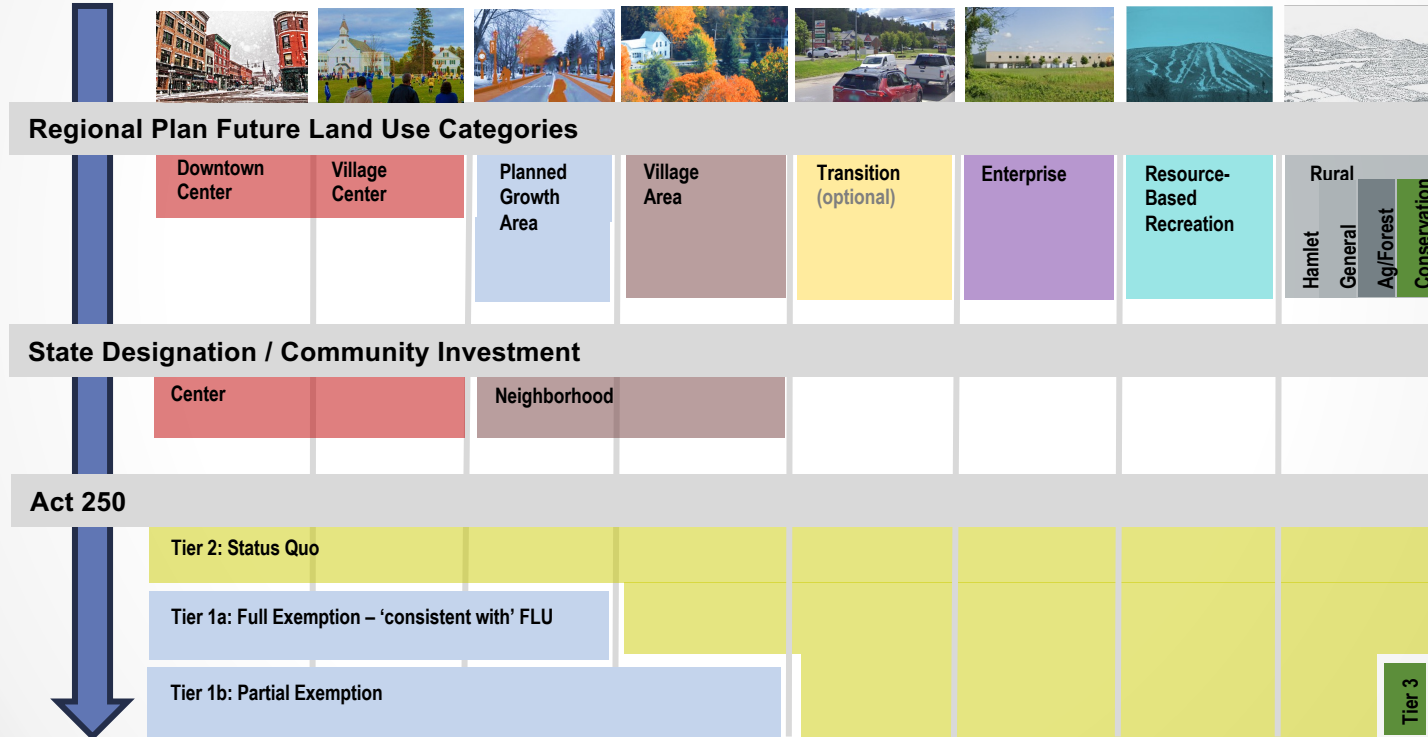 Regional Plan Future Land Use Categories
Downtown
Center
Village
Center
Planned
Growth
Area
Village
Area
Transition
(optional)
Enterprise
Resource-
Based
Recreation
Rural
Hamlet
General
Ag/Forest
Conservation
State Designation / Community Investment
Center
Neighborhood
Act 250
Tier 2: Status Quo
Tier 1a: Full Exemption – ‘consistent with’ FLU
Tier 1b: Partial Exemption
Tier 3